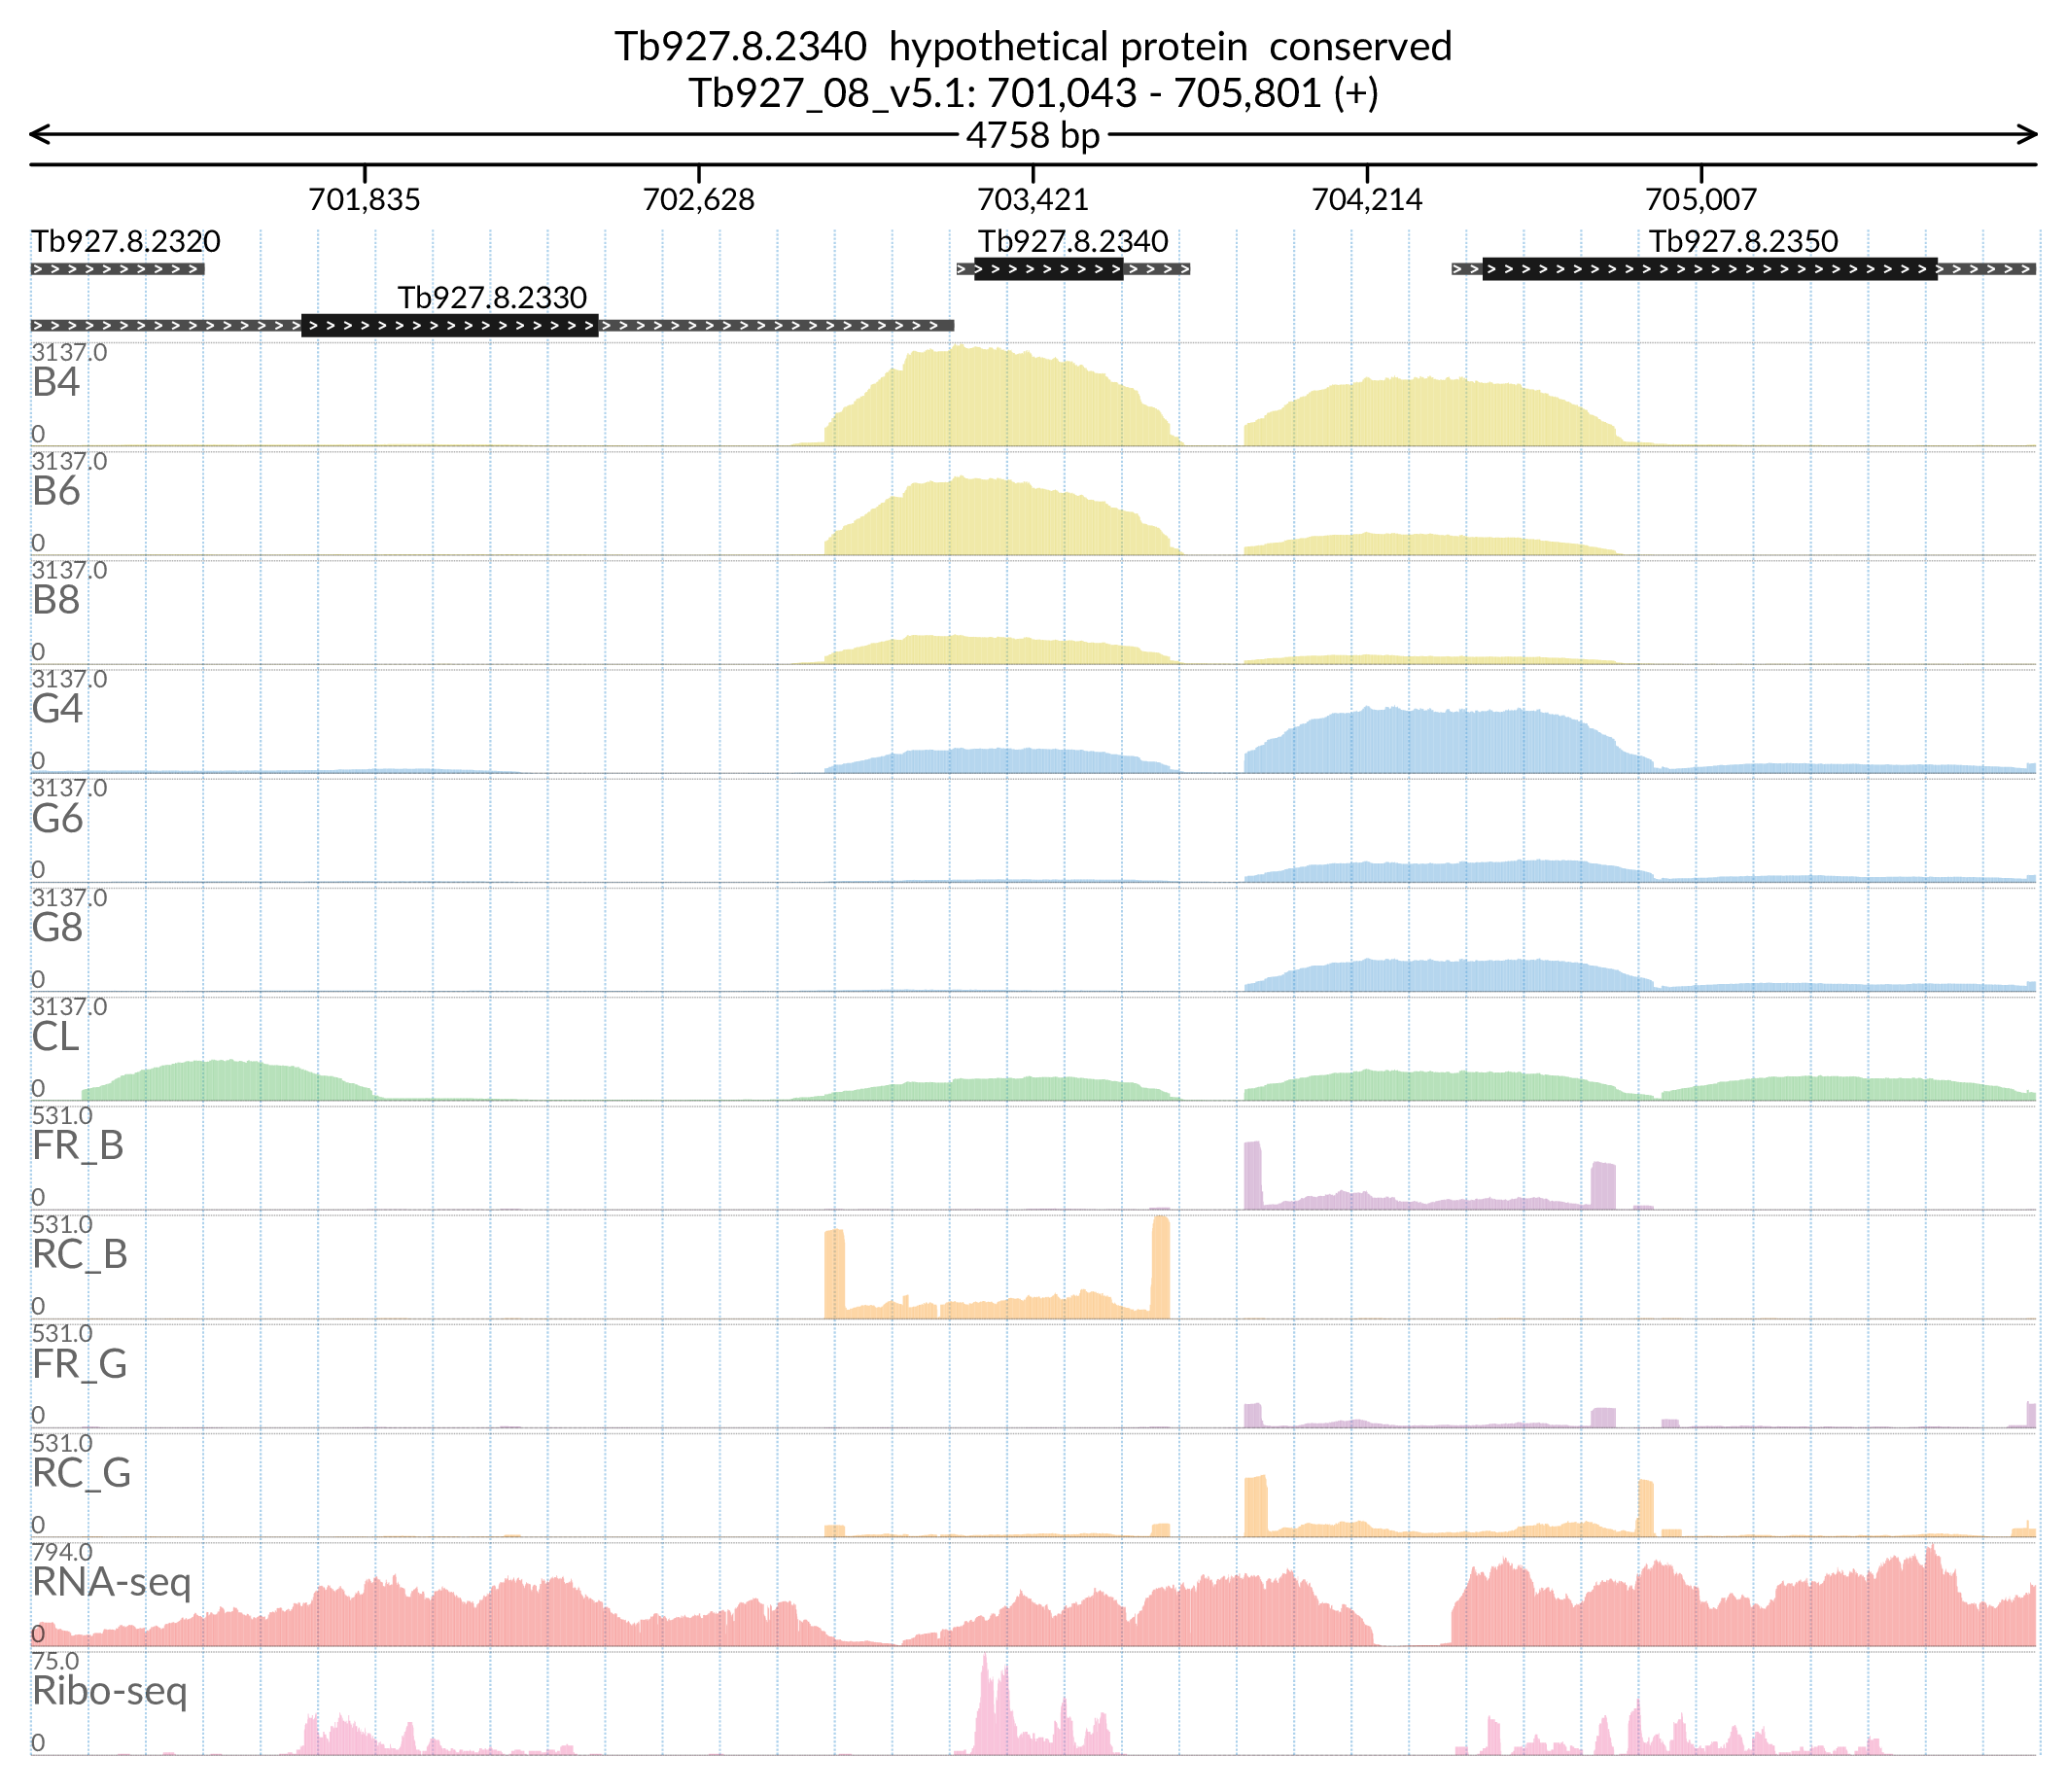 Tb927.8.2340  hypothetical protein  conserved
Tb927_08_v5.1: 701,043 - 705,801 (+)
4758 bp
701,835 702,628 703,421 704,214 705,007
Tb927.8.2320 Tb927.8.2340 Tb927.8.2350
Tb927.8.2330
3137.0
B4
0
3137.0
B6
0
3137.0
B8
0
3137.0
G4
0
3137.0
G6
0
3137.0
G8
0
3137.0
CL
0
531.0
FR_B
0
531.0
RC_B
0
531.0
FR_G
0
531.0
RC_G
0
794.0
RNA-seq
0
75.0
Ribo-seq
0